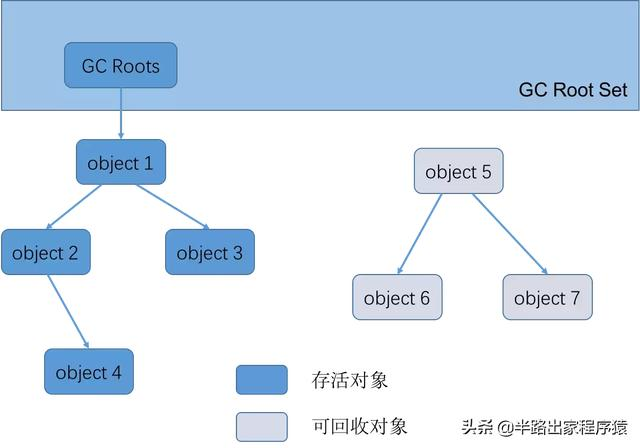 GC Roots
GC Root Set
object 1
object 5
object 2
object 3
object 6
object 7
object 4
存活对象
可回收对象
头条 @半路出家程序猿